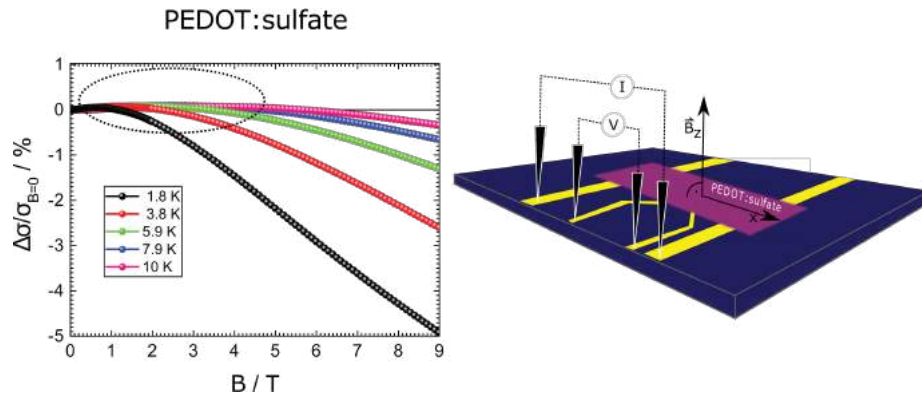 PEDOT:sulfate
Δσ/σB=0 / %
1
0
-1
-2
-3
-4
-5
1.8 K
3.8 K
5.9 K
7.9 K
10 K
0 1 2 3 4 5 6 7 8 9
B / T
I
V
B⃗z
PEDOT:sulfate
x